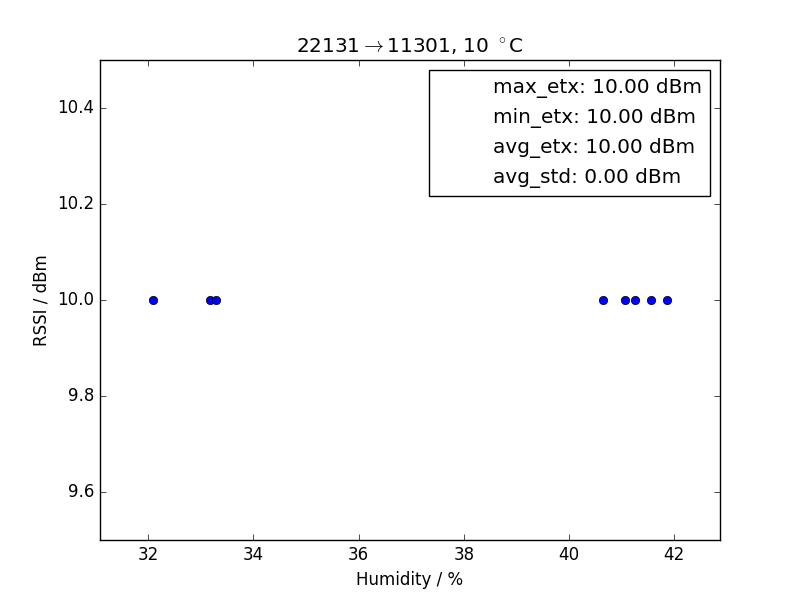 22131→11301, 10 °C
max_etx: 10.00 dBm
min_etx: 10.00 dBm
avg_etx: 10.00 dBm
avg_std: 0.00 dBm
RSSI / dBm
10.4
10.2
10.0
9.8
9.6
32 34 36 38 40 42
Humidity / %